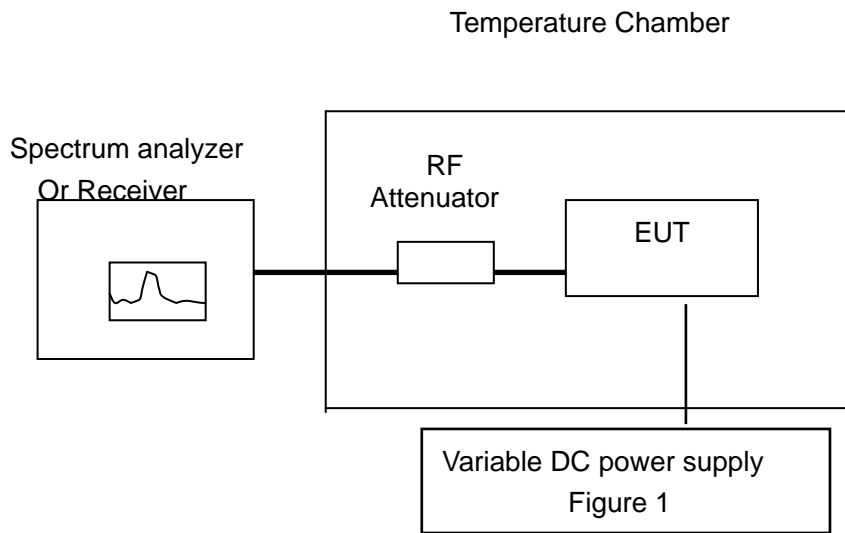 Temperature Chamber
Spectrum analyzer
Or Receiver
RF
Attenuator
EUT
Variable DC power supply
Figure 1